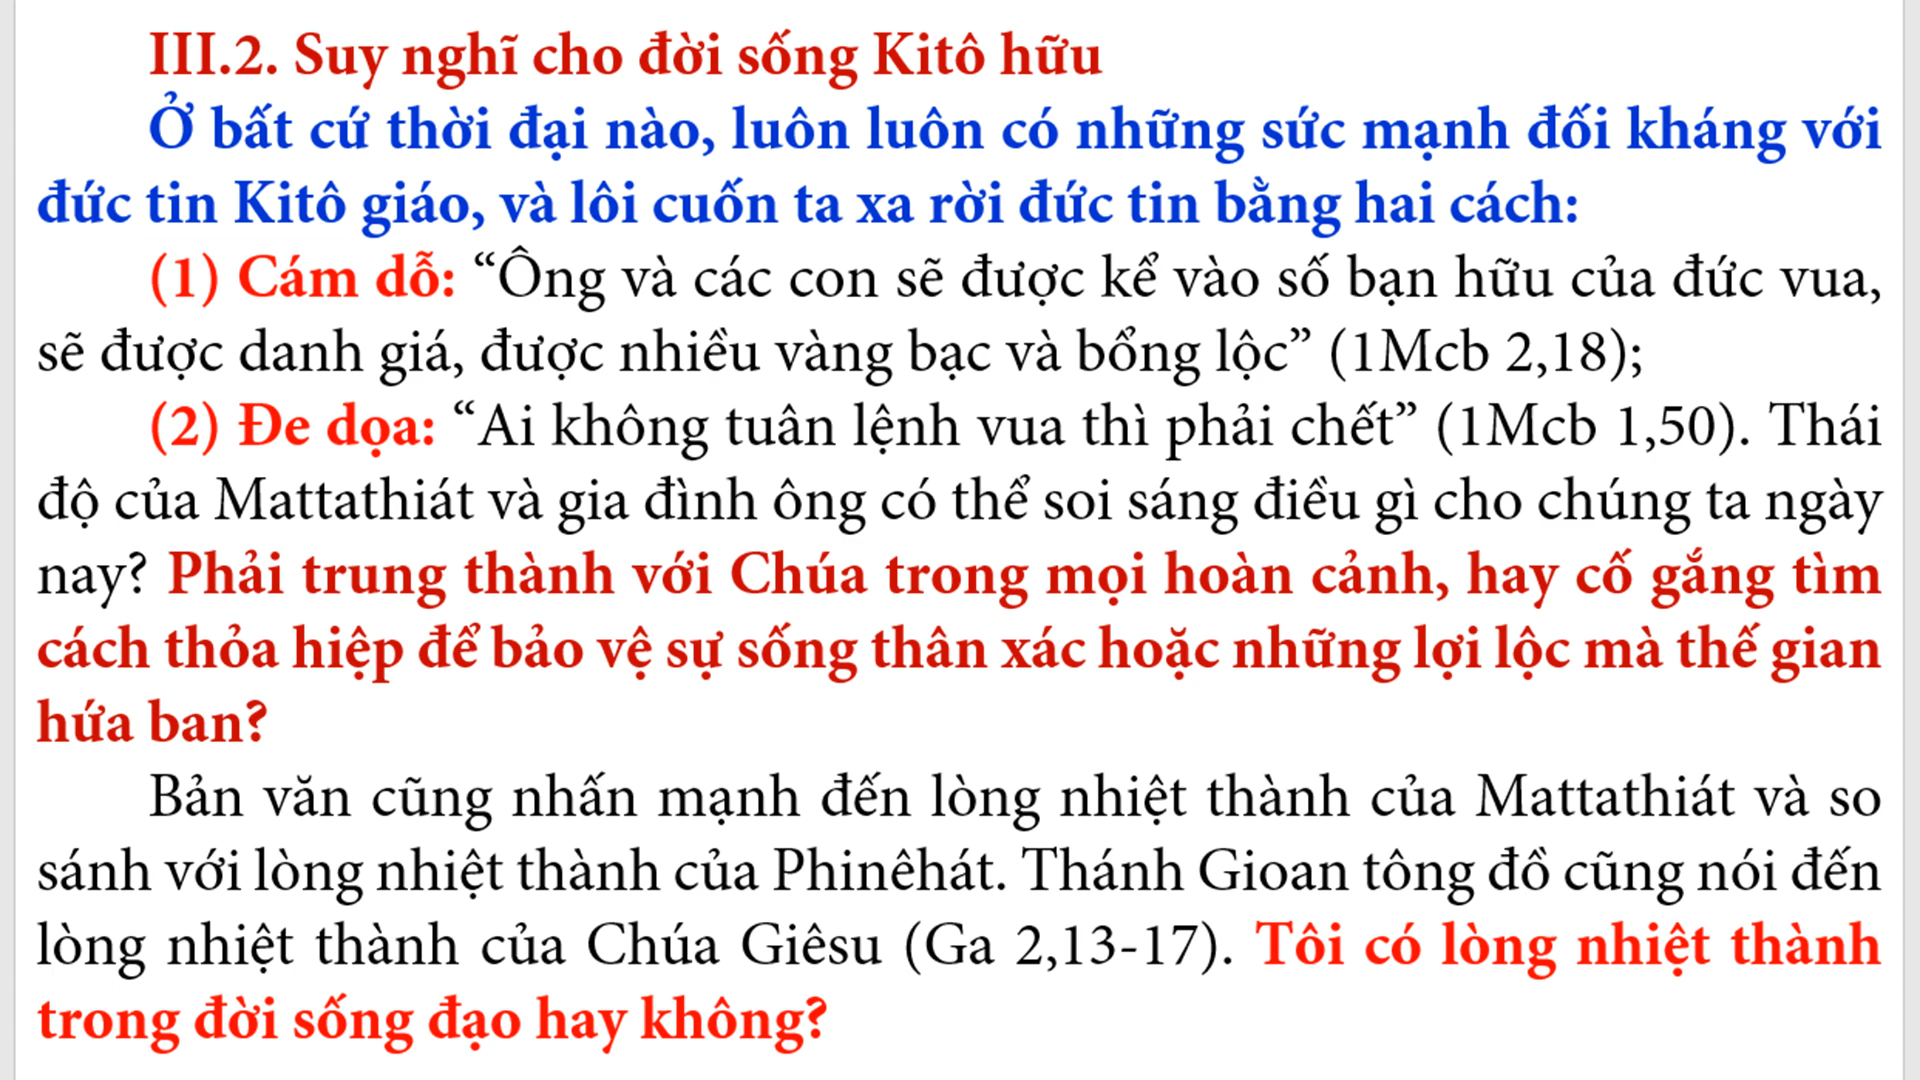 III.2. Suy nghĩ cho đời sống Kitô hữu
Ở bất cứ thời đại nào, luôn luôn có những sức mạnh đối kháng với
đức tin Kitô giáo, và lôi cuốn ta xa rời đức tin bằng hai cách:
(1) Cám dỗ: “Ông và các con sẽ được kể vào số bạn hữu của đức vua,
sẽ được danh giá, được nhiều vàng bạc và bổng lộc” (1Mcb 2,18);
(2) Đe dọa: “Ai không tuân lệnh vua thì phải chết” (1Mcb 1,50). Thái
độ của Mattathiát và gia đình ông có thể soi sáng điều gì cho chúng ta ngày
nay? Phải trung thành với Chúa trong mọi hoàn cảnh, hay cố gắng tìm
cách thỏa hiệp để bảo vệ sự sống thân xác hoặc những lợi lộc mà thế gian
hứa ban?
Bản văn cũng nhấn mạnh đến lòng nhiệt thành của Mattathiát và so
sánh với lòng nhiệt thành của Phinêhát. Thánh Gioan tông đồ cũng nói đến
lòng nhiệt thành của Chúa Giêsu (Ga 2,13-17). Tôi có lòng nhiệt thành
trong đời sống đạo hay không?